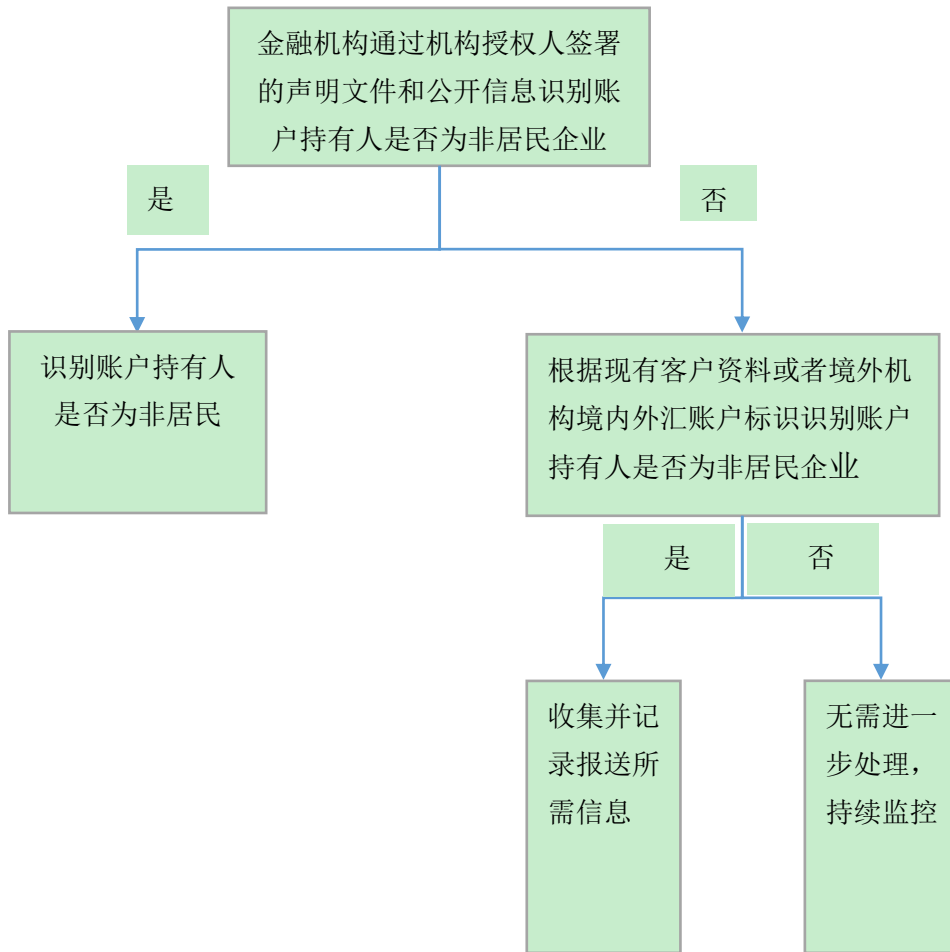 金融机构通过机构授权人签署
的声明文件和公开信息识别账
户持有人是否为非居民企业
是
否
识别账户持有人
是否为非居民
根据现有客户资料或者境外机
构境内外汇账户标识识别账户
持有人是否为非居民企业
是
否
收集并记
录报送所
需信息
无需进一
步处理，
持续监控